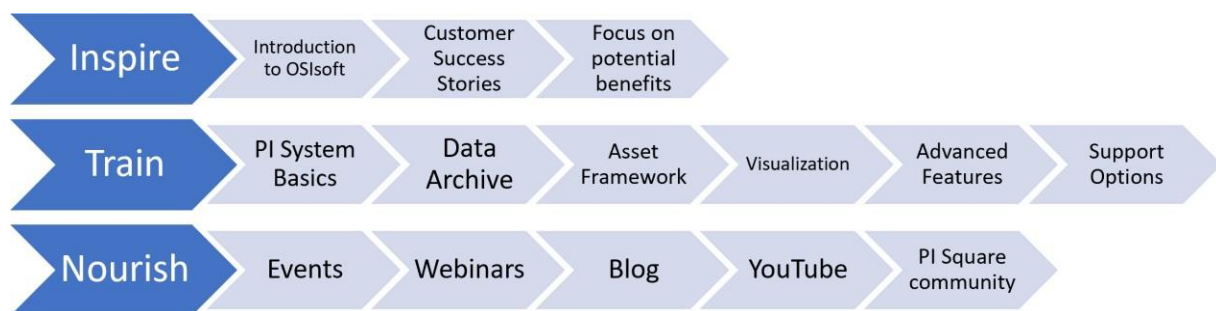 Inspire
Introduction
to OSIsoft
Customer
Success
Stories
Focus on
potential
benefits
Train
PI System
Basics
Data
Archive
Asset
Framework
Visualization
Advanced
Features
Support
Options
Nourish
Events
Webinars
Blog
YouTube
PI Square
community